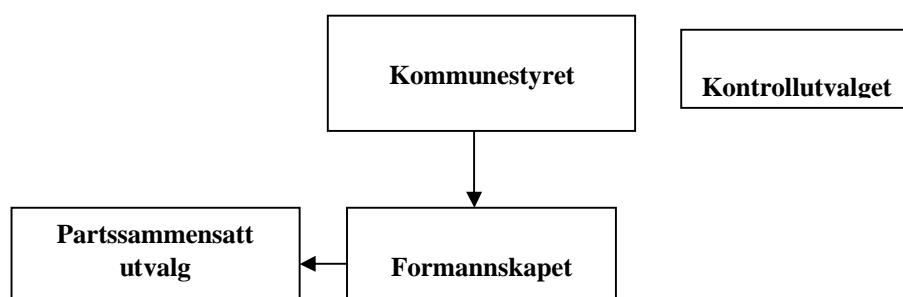 Kommunestyret
Kontrollutvalget
Partssammensatt
utvalg
Formannskapet